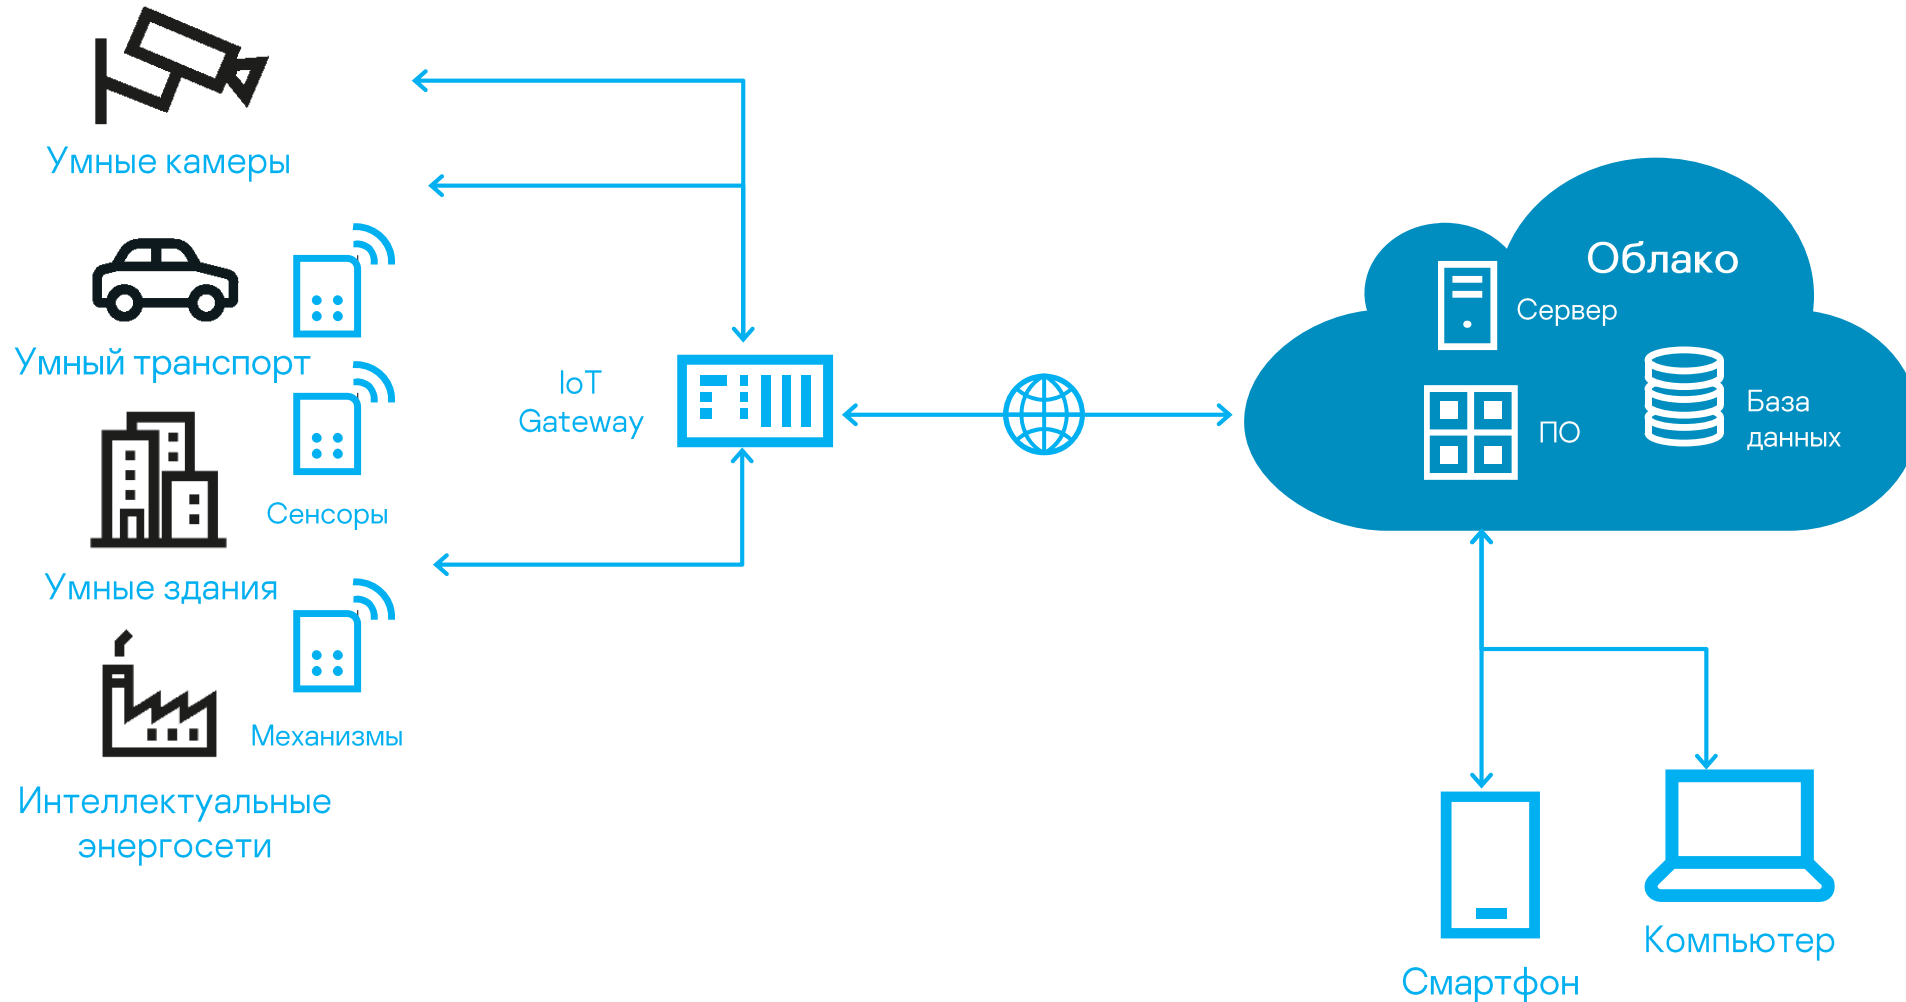 Умные камеры
Умный транспорт
Сенсоры
Умные здания
Механизмы
Интеллектуальные
энергосети
IoT
Gateway
Облако
Сервер
ПО
База
данных
Смартфон
Компьютер